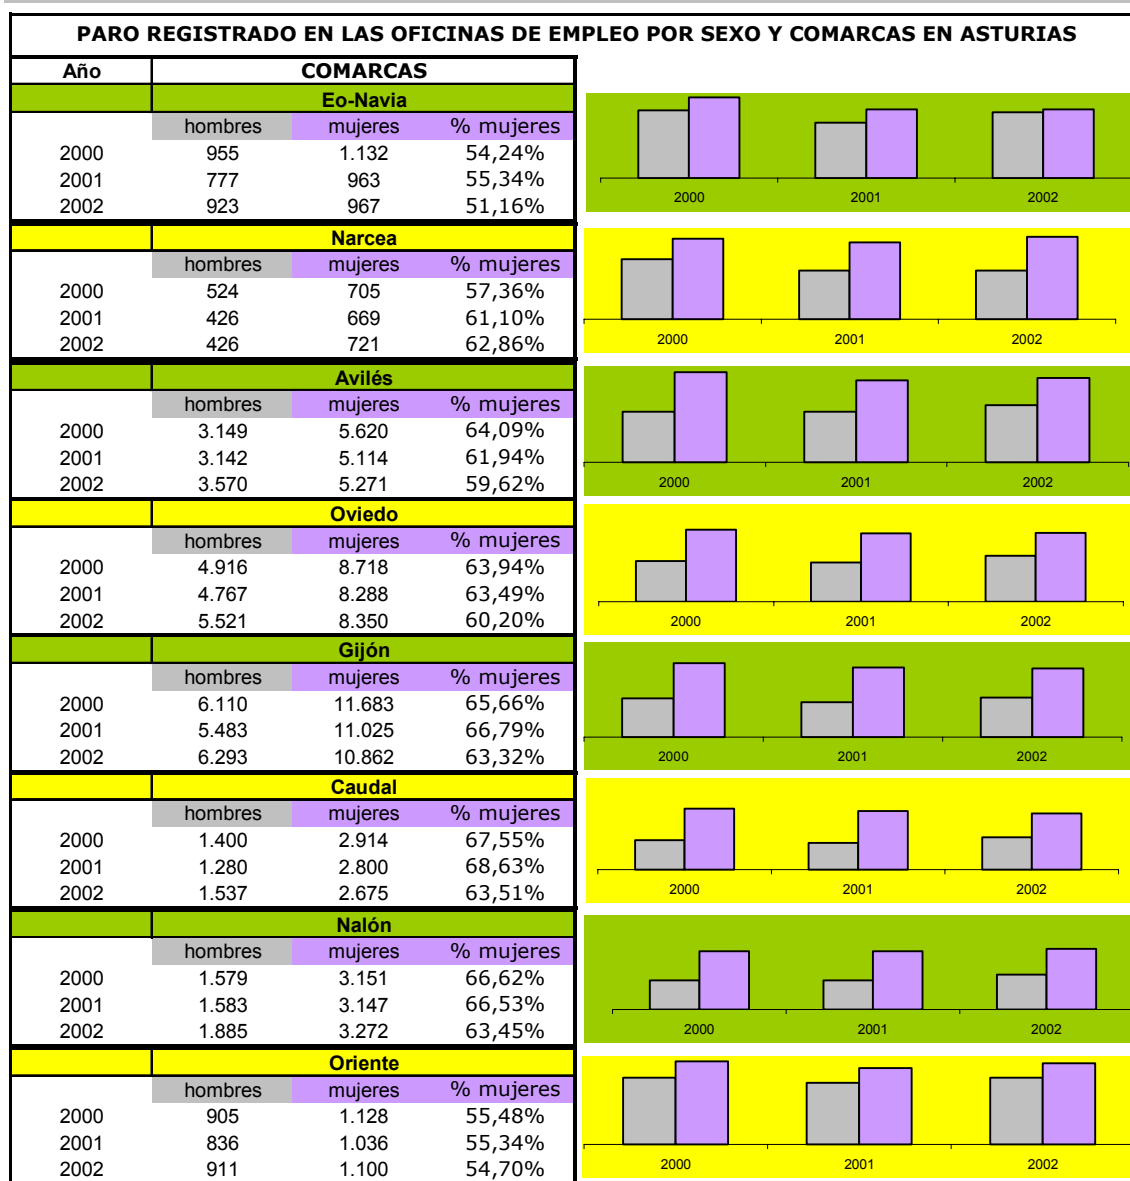 PARO REGISTRADO EN LAS OFICINAS DE EMPLEO POR SEXO Y COMARCAS EN ASTURIAS
Año COMARCAS
Eo-Navia
hombres mujeres % mujeres
2000 955 1.132 54,24%
2001 777 963 55,34%
2002 923 967 51,16%
2000 2001 2002
Narcea
hombres mujeres % mujeres
2000 524 705 57,36%
2001 426 669 61,10%
2002 426 721 62,86%
2000 2001 2002
Avilés
hombres mujeres % mujeres
2000 3.149 5.620 64,09%
2001 3.142 5.114 61,94%
2002 3.570 5.271 59,62%
2000 2001 2002
Oviedo
hombres mujeres % mujeres
2000 4.916 8.718 63,94%
2001 4.767 8.288 63,49%
2002 5.521 8.350 60,20%
2000 2001 2002
Gijón
hombres mujeres % mujeres
2000 6.110 11.683 65,66%
2001 5.483 11.025 66,79%
2002 6.293 10.862 63,32%
2000 2001 2002
Caudal
hombres mujeres % mujeres
2000 1.400 2.914 67,55%
2001 1.280 2.800 68,63%
2002 1.537 2.675 63,51%
2000 2001 2002
Nalón
hombres mujeres % mujeres
2000 1.579 3.151 66,62%
2001 1.583 3.147 66,53%
2002 1.885 3.272 63,45%
2000 2001 2002
Oriente
hombres mujeres % mujeres
2000 905 1.128 55,48%
2001 836 1.036 55,34%
2002 911 1.100 54,70%
2000 2001 2002